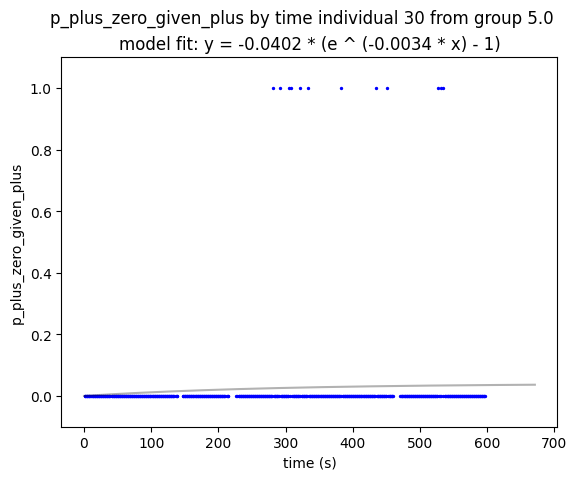 p_plus_zero_given_plus by time individual 30 from group 5.0
model fit: y = -0.0402 * (e ^ (-0.0034 * x) - 1)
1.0
0.8
0.6
0.4
0.2
0.0
p_plus_zero_given_plus
0 100 200 300 400 500 600 700
time (s)